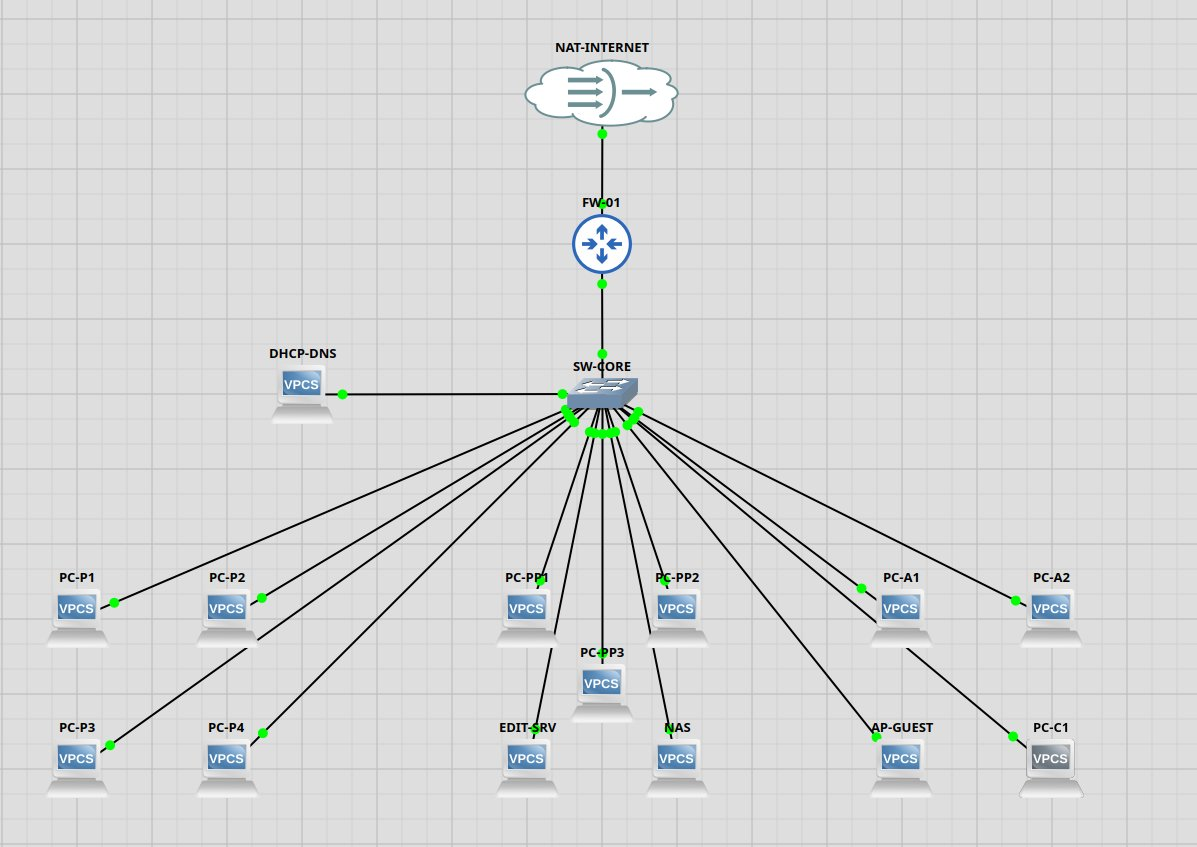 NAT-INTERNET
FW-01
DHCP-DNS
VPCS
SW-CORE
PC-P1
VPCS
PC-P2
VPCS
PC-PP1
VPCS
PC-PP2
VPCS
PC-A1
VPCS
PC-A2
VPCS
PC-PP3
VPCS
PC-P3
VPCS
PC-P4
VPCS
EDIT-SRV
VPCS
NAS
VPCS
AP-GUEST
VPCS
PC-C1
VPCS